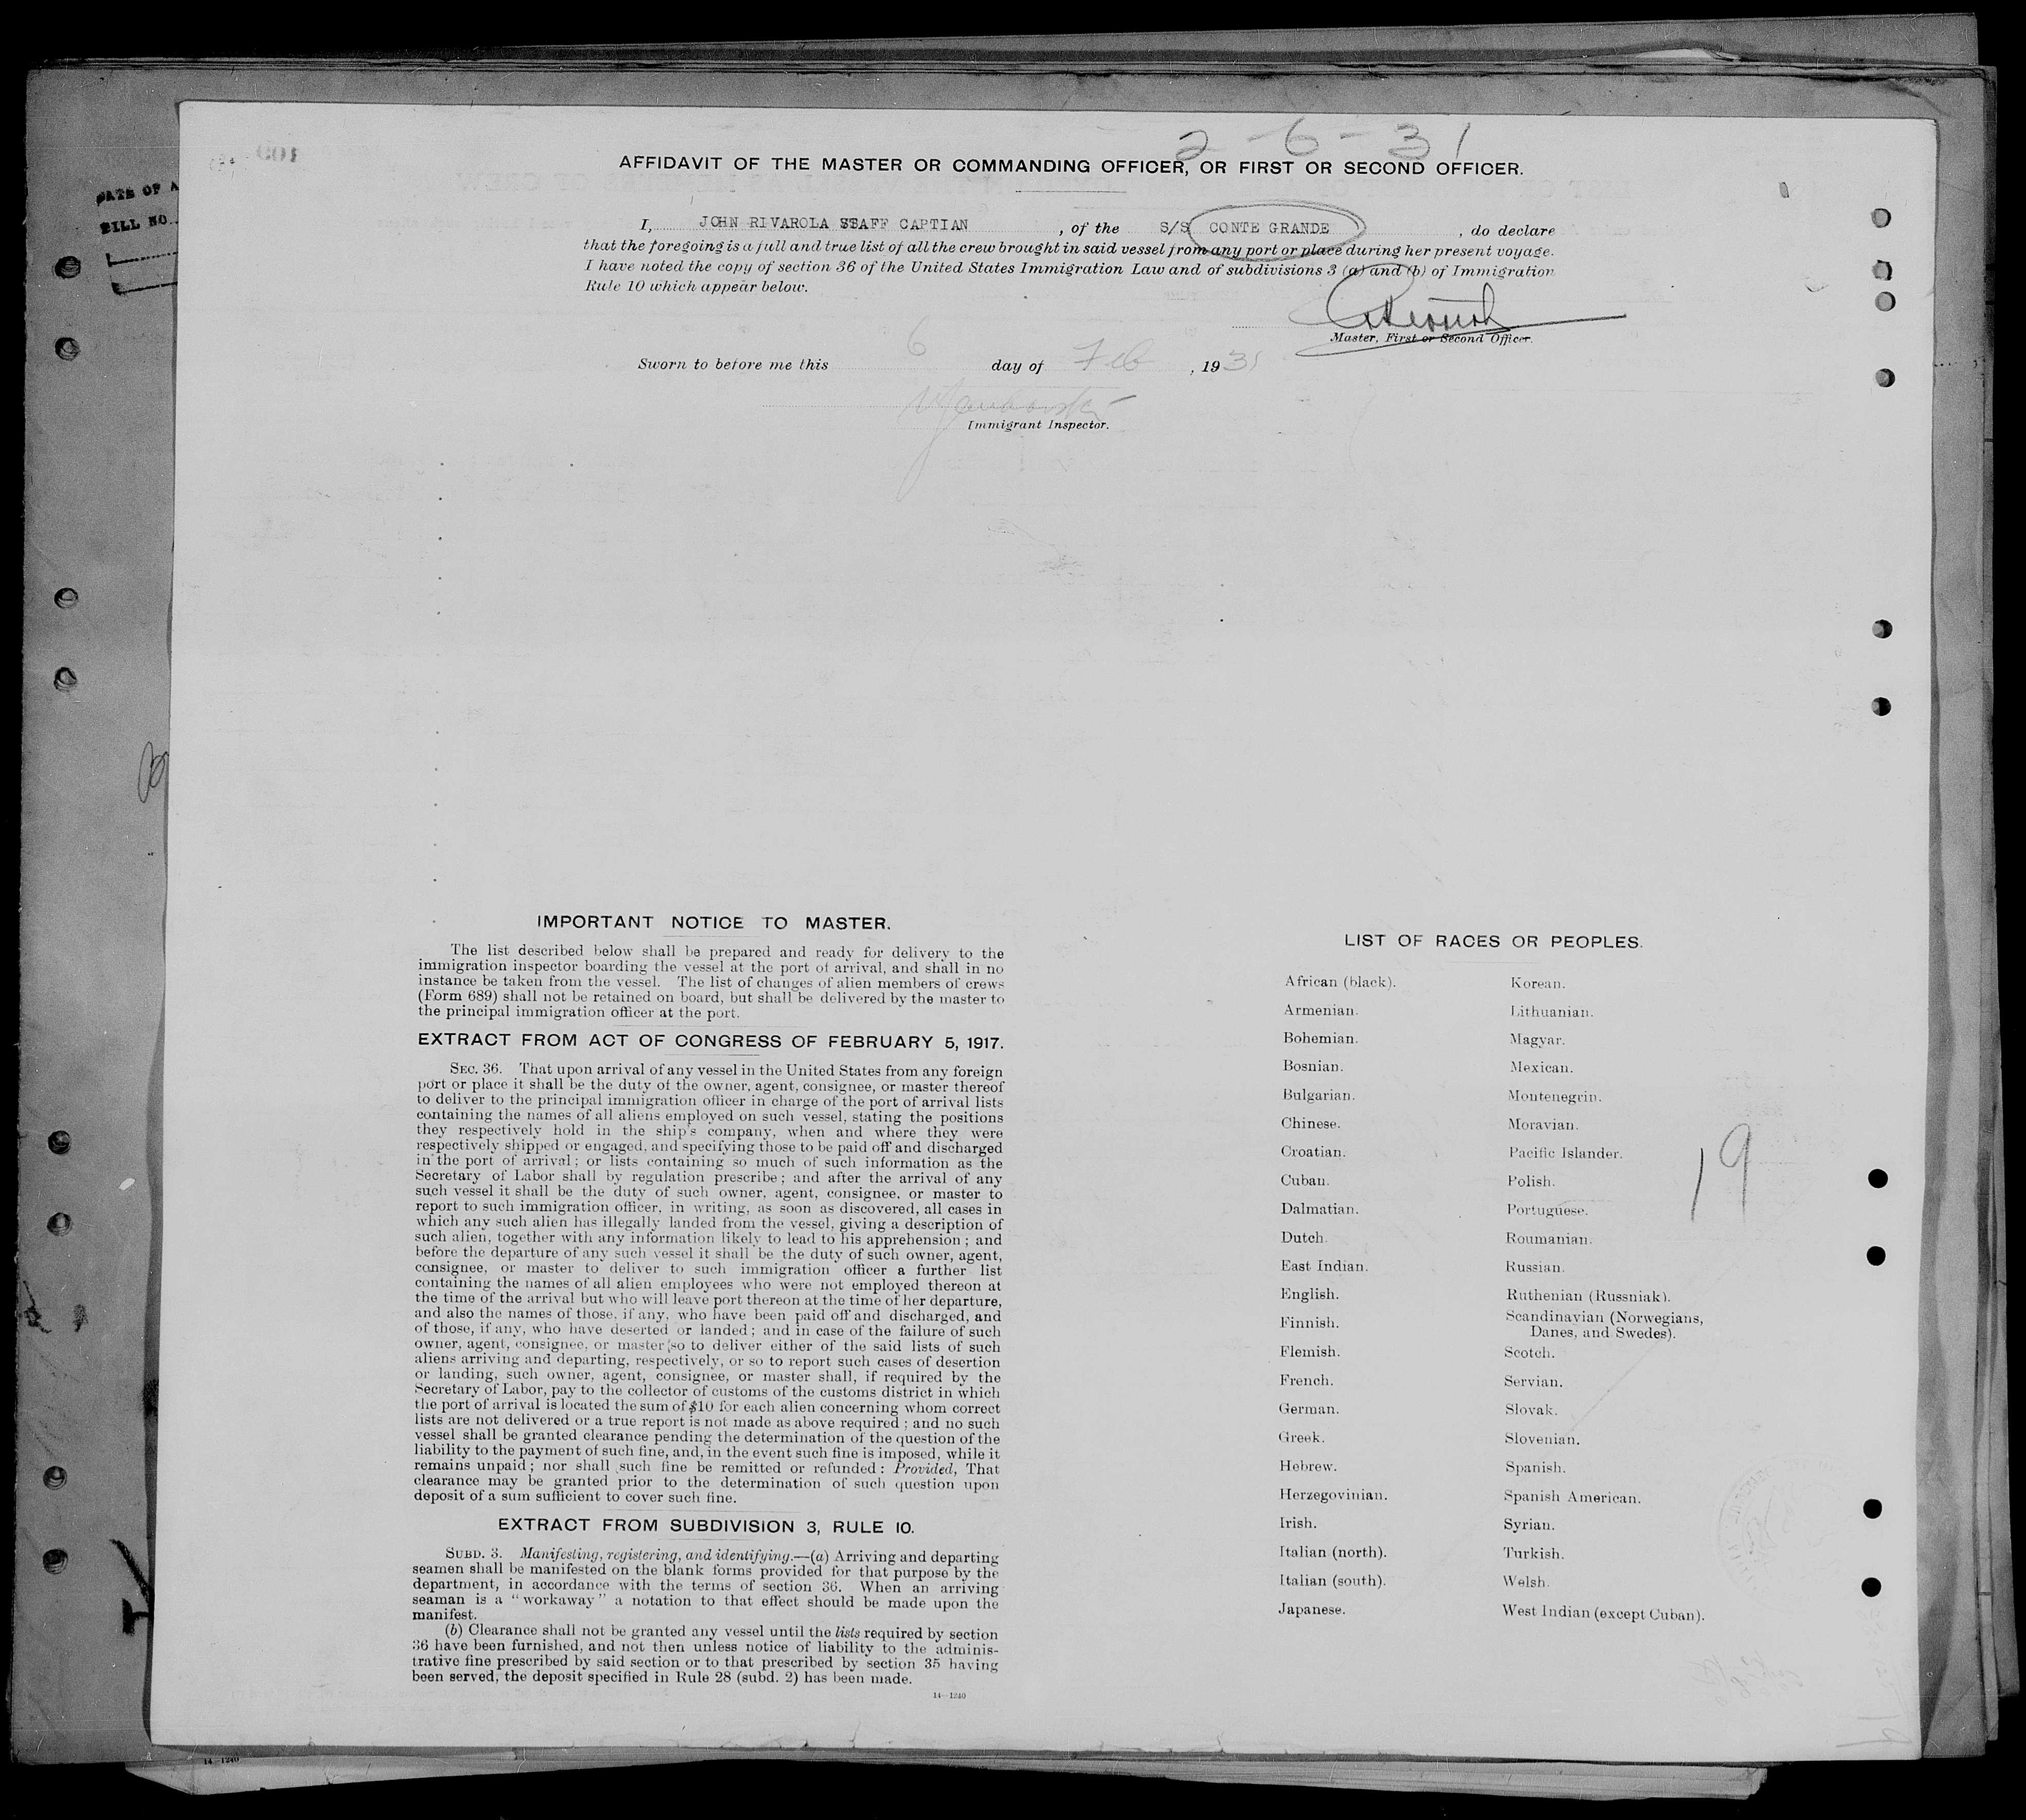 2-6-31
AFFIDAVIT OF THE MASTER OR COMMANDING OFFICER, OR FIRST OR SECOND OFFICER.
I, JOHN RIVAROLA STAFF CAPTIAN, of the S/S CONTE GRANDE, do declare
that the foregoing is a full and true list of all the crew brought in said vessel from any port or place during her present voyage.
I have noted the copy of section 36 of the United States Immigration Law and of subdivisions 3 (a) and (b) of Immigration
Rule 10 which appear below.
Master, First or Second Officer.
Sworn to before me this 6 day of Feb, 1931
Immigrant Inspector.
DATE OF A
BILL NO.
IMPORTANT NOTICE TO MASTER.
The list described below shall be prepared and ready for delivery to the
immigration inspector boarding the vessel at the port of arrival, and shall in no
instance be taken from the vessel. The list of changes of alien members of crews
(Form 689) shall not be retained on board, but shall be delivered by the master to
the principal immigration officer at the port.
EXTRACT FROM ACT OF CONGRESS OF FEBRUARY 5, 1917.
SEC. 36. That upon arrival of any vessel in the United States from any foreign
port or place it shall be the duty of the owner, agent, consignee, or master thereof
to deliver to the principal immigration officer in charge of the port of arrival lists
containing the names of all aliens employed on such vessel, stating the positions
they respectively hold in the ship's company, when and where they were
respectively shipped or engaged, and specifying those to be paid off and discharged
in the port of arrival; or lists containing so much of such information as the
Secretary of Labor shall by regulation prescribe; and after the arrival of any
such vessel it shall be the duty of such owner, agent, consignee, or master to
report to such immigration officer, in writing, as soon as discovered, all cases in
which any such alien has illegally landed from the vessel, giving a description of
such alien, together with any information likely to lead to his apprehension; and
before the departure of any such vessel it shall be the duty of such owner, agent,
consignee, or master to deliver to such immigration officer a further list
containing the names of all alien employees who were not employed thereon at
the time of the arrival but who will leave port thereon at the time of her departure,
and also the names of those, if any, who have been paid off and discharged, and
of those, if any, who have deserted or landed; and in case of the failure of such
owner, agent, consignee, or master so to deliver either of the said lists of such
aliens arriving and departing, respectively, or so to report such cases of desertion
or landing, such owner, agent, consignee, or master shall, if required by the
Secretary of Labor, pay to the collector of customs of the customs district in which
the port of arrival is located the sum of $10 for each alien concerning whom correct
lists are not delivered or a true report is not made as above required; and no such
vessel shall be granted clearance pending the determination of the question of the
liability to the payment of such fine, and, in the event such fine is imposed, while it
remains unpaid; nor shall such fine be remitted or refunded: Provided, That
clearance may be granted prior to the determination of such question upon
deposit of a sum sufficient to cover such fine.
EXTRACT FROM SUBDIVISION 3, RULE 10.
SUBD. 3. Manifesting, registering, and identifying.—(a) Arriving and departing
seamen shall be manifested on the blank forms provided for that purpose by the
department, in accordance with the terms of section 36. When an arriving
seaman is a "workaway" a notation to that effect should be made upon the
manifest.
(b) Clearance shall not be granted any vessel until the lists required by section
36 have been furnished, and not then unless notice of liability to the adminis-
trative fine prescribed by said section or to that prescribed by section 35 having
been served, the deposit specified in Rule 28 (subd. 2) has been made.
14—1240
LIST OF RACES OR PEOPLES.
African (black).
Armenian.
Bohemian.
Bosnian.
Bulgarian.
Chinese.
Croatian.
Cuban.
Dalmatian.
Dutch.
East Indian.
English.
Finnish.
Flemish.
French.
German.
Greek.
Hebrew.
Herzegovinian.
Irish.
Italian (north).
Italian (south).
Japanese.
Korean.
Lithuanian.
Magyar.
Mexican.
Montenegrin.
Moravian.
Pacific Islander.
Polish.
Portuguese.
Roumanian.
Russian.
Ruthenian (Russniak).
Scandinavian (Norwegians,
Danes, and Swedes).
Scotch.
Servian.
Slovak.
Slovenian.
Spanish.
Spanish American.
Syrian.
Turkish.
Welsh.
West Indian (except Cuban).
19
14—1240